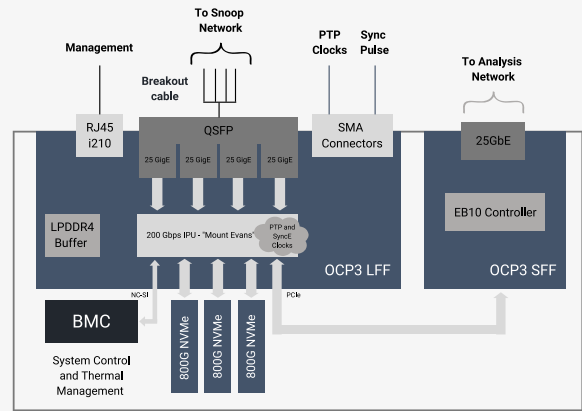 To Snoop
Network
Management
PTP
Clocks
Sync
Pulse
Breakout
cable
To Analysis
Network
RJ45
i210
QSFP
25 GigE
25 GigE
25 GigE
25 GigE
SMA
Connectors
25GbE
LPDDR4
Buffer
200 Gbps IPU - "Mount Evans"
PTP and
SyncE
Clocks
EB10 Controller
OCP3 LFF
OCP3 SFF
NC-SI
PCIe
BMC
800G NVMe
800G NVMe
800G NVMe
System Control
and Thermal
Management